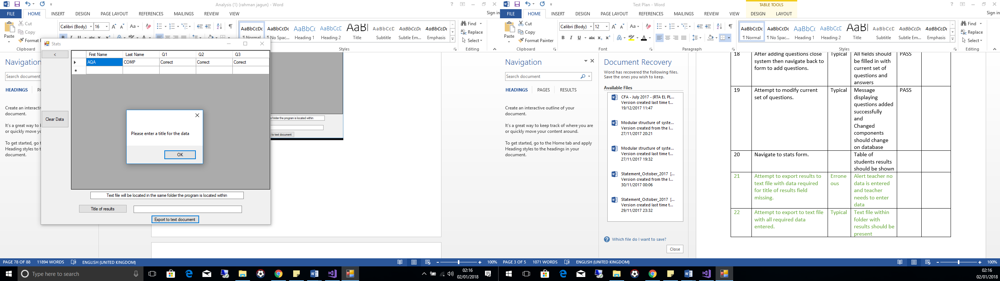 Analysis (1) (rahman jagun) - Word
FILE HOME INSERT DESIGN PAGE LAYOUT REFERENCES MAILINGS REVIEW VIEW Sign in
Cut
Copy
Format P
Paste
Clipboard
Calibri (Body) 16
AaBbCcDc AaBbCcDc AaBbCc AaBbCcC AaBl AaBbCcC AaBbCcDc AaBbCcDc
¶ Normal ¶ No Spac... Heading 1 Heading 2 Title Subtitle Subtle Em... Emphasis
Styles
Find
Replace
Select
Editing
Navigation
Search document
HEADINGS PA
Create an interacti
document.
It's a great way to k
or quickly move yo
To get started, go t
Heading styles to t
document.
Stats
<
Clear Data
First Name Last Name Q1 Q2 Q3
AQA COMP Correct Correct Correct
Please enter a title for the data
OK
Text file will be located in the same folder the program is located within
Title of results
Export to text document
e folder the program is located within
to text document
PAGE 78 OF 88 11894 WORDS ENGLISH (UNITED KINGDOM) 100%
Type here to search
02:16
02/01/2018
Test Plan - Word
TABLE TOOLS
FILE HOME INSERT DESIGN PAGE LAYOUT REFERENCES MAILINGS REVIEW VIEW DESIGN LAYOUT Sign in
Paste
Cut
Copy
Format Painter
Clipboard
Calibri (Body) 12
Font
Paragraph
AaBbCcDc AaBbCcDc AaBbCc AaBbCcC AaBl AaBbCcC AaBbCcDc AaBbCcDc
¶ Normal ¶ No Spac... Heading 1 Heading 2 Title Subtitle Subtle Em... Emphasis
Styles
Find
Replace
Select
Editing
Navigation
Search document
HEADINGS PAGES RESULTS
Create an interactive outline of your
document.
It's a great way to keep track of where you are
or quickly move your content around.
To get started, go to the Home tab and apply
Heading styles to the headings in your
document.
Document Recovery
Word has recovered the following files.
Save the ones you wish to keep.
Available Files
CFA - July 2017 - (RTA EL PL...
Version created last time t...
19/12/2017 11:47
Modular structure of syste...
Version created from the l...
27/11/2017 20:21
Modular structure of syste...
Version created last time t...
27/11/2017 19:32
Statement_October_2017 [...
Version created from the l...
30/11/2017 00:06
Statement_October_2017 [...
Version created last time t...
29/11/2017 23:32
Which file do I want to save?
Close
18 After adding questions close Typical All fields should PASS
system then navigate back to be filled in with
form to add questions. current set of
questions and
answers
19 Attempt to modify current Typical Message PASS
set of questions. displaying
questions added
successfully
and
Changed
components
should change
on database
20 Navigate to stats form. Table of
students results
should be shown
21 Attempt to export results to Errone Alert teacher no
text file with data required ous data is entered
for title of results field and teacher
missing. needs to enter
data
22 Attempt to export to text file Typical Text file within
with all required data folder with
entered. results should be
present
PAGE 3 OF 5 1071 WORDS ENGLISH (UNITED KINGDOM) 100%
02:16
02/01/2018